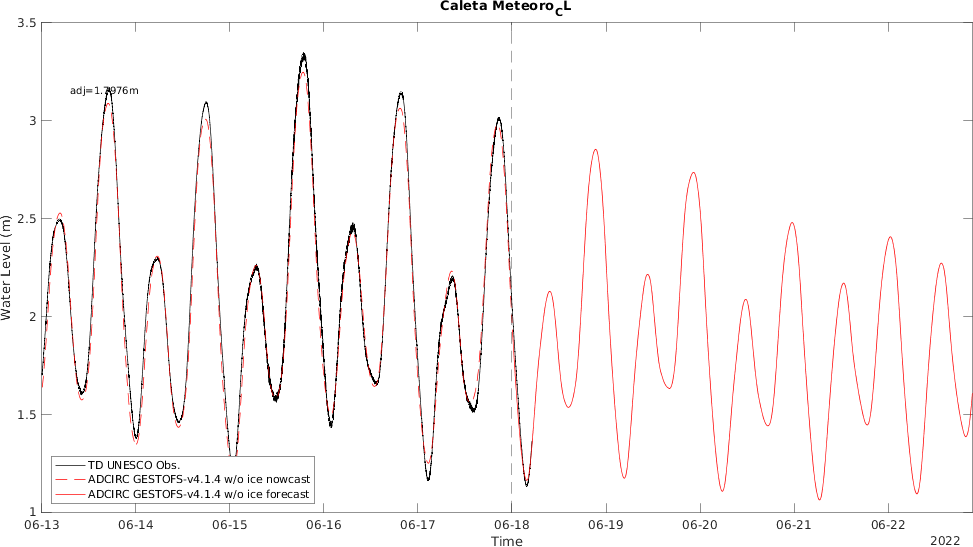 Caleta Meteoro_CL
3.5
adj=1.7976m
3
2.5
2
1.5
1
Water Level (m)
TD UNESCO Obs.
ADCIRC GESTOFS-v4.1.4 w/o ice nowcast
ADCIRC GESTOFS-v4.1.4 w/o ice forecast
06-13 06-14 06-15 06-16 06-17 06-18 06-19 06-20 06-21 06-22
Time
2022